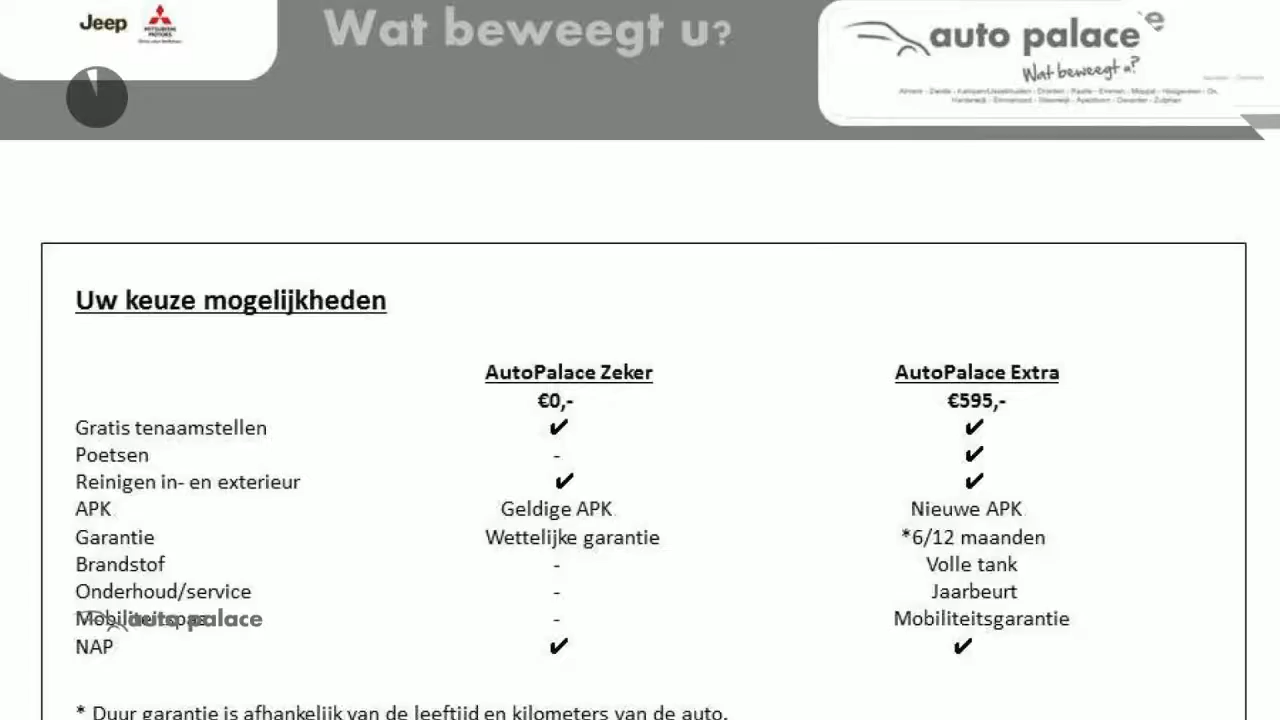 Jeep
MITSUBISHI
MOTORS
Wat beweegt u?
auto palace
Wat beweegt u?
Uw keuze mogelijkheden
AutoPalace Zeker AutoPalace Extra
€0,- €595,-
Gratis tenaamstellen ✔ ✔
Poetsen - ✔
Reinigen in- en exterieur ✔ ✔
APK Geldige APK Nieuwe APK
Garantie Wettelijke garantie *6/12 maanden
Brandstof - Volle tank
Onderhoud/service - Jaarbeurt
auto palace - Mobiliteitsgarantie
NAP ✔ ✔
* Duur garantie is afhankelijk van de leeftijd en kilometers van de auto.